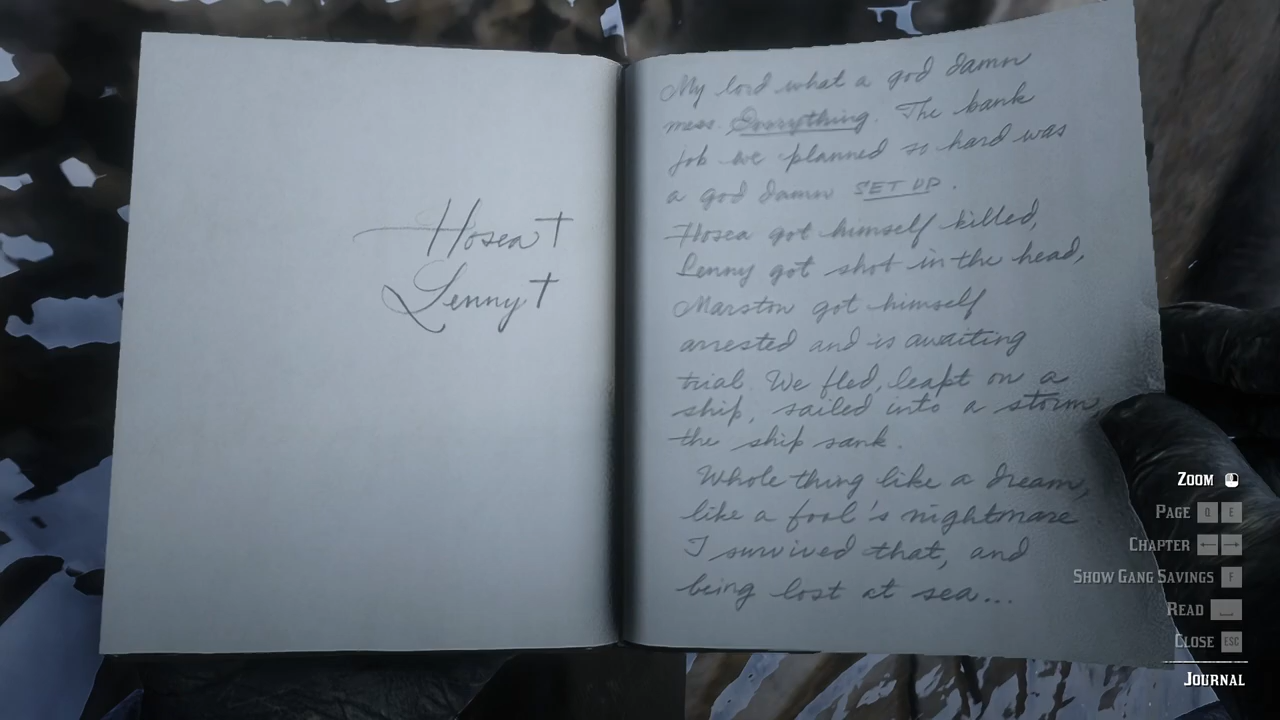 Hosea †
Lenny †
My lord what a god damn
mess. Everything. The bank
job we planned so hard was
a god damn SET UP.
Hosea got himself killed,
Lenny got shot in the head,
Marston got himself
arrested and is awaiting
trial. We fled, leapt on a
ship, sailed into a storm
the ship sank.
Whole thing like a dream,
like a fool's nightmare
I survived that, and
being lost at sea...
ZOOM
PAGE Q E
CHAPTER ← →
SHOW GANG SAVINGS F
READ
CLOSE ESC
JOURNAL